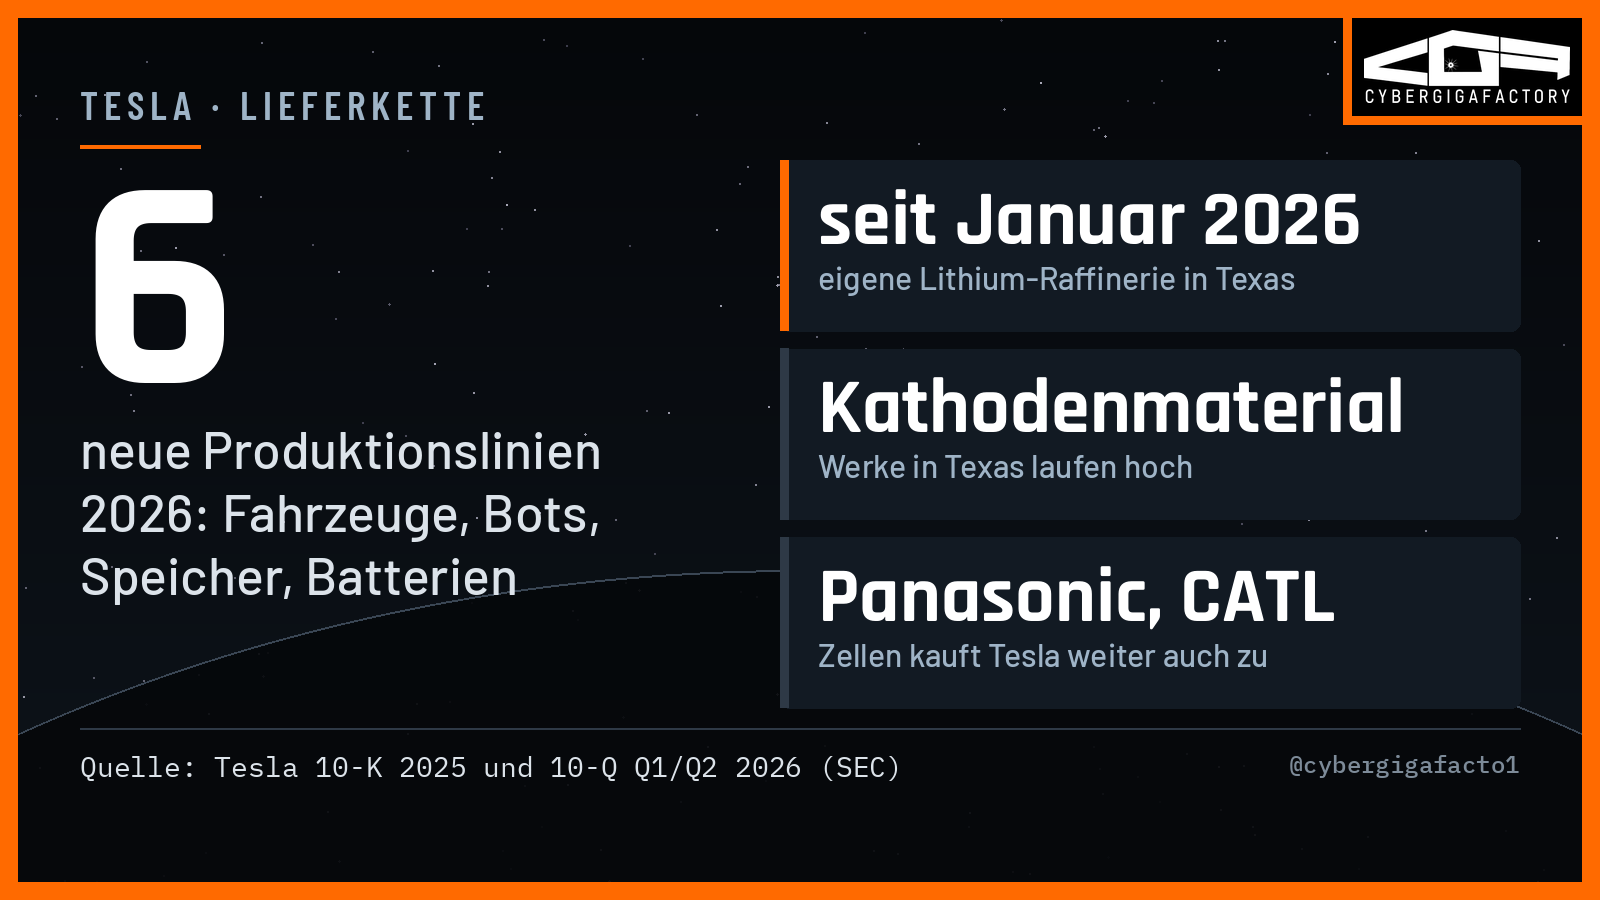 TESLA · LIEFERKETTE
CYBERGIGAFACTORY
6
neue Produktionslinien
2026: Fahrzeuge, Bots,
Speicher, Batterien
seit Januar 2026
eigene Lithium-Raffinerie in Texas
Kathodenmaterial
Werke in Texas laufen hoch
Panasonic, CATL
Zellen kauft Tesla weiter auch zu
Quelle: Tesla 10-K 2025 und 10-Q Q1/Q2 2026 (SEC)
@cybergigafacto1